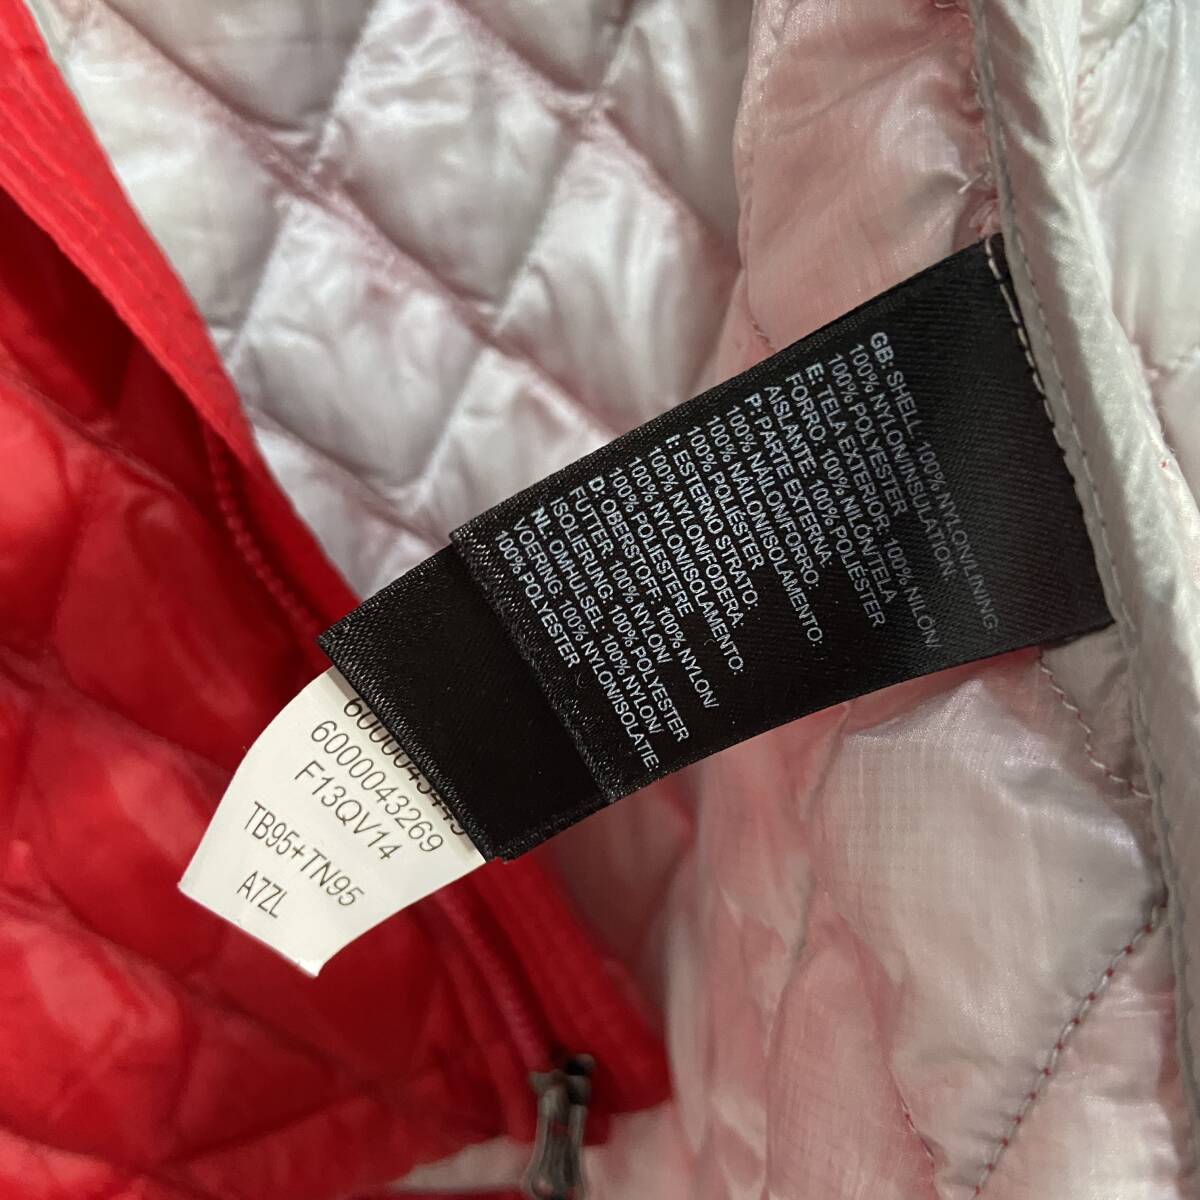 GB: SHELL 100% NYLON/LINING:
100% NYLON/INSULATION:
100% POLYESTER
E: TELA EXTERIOR: 100% NILÓN/
FORRO: 100% NILÓN/TELA
AISLANTE: 100% POLIÉSTER
P: PARTE EXTERNA:
100% NÁILON/FORRO:
100% NÁILON/ISOLAMENTO:
100% POLIÉSTER
I: ESTERNO STRATO:
100% NYLON/FODERA:
100% NYLON/ISOLAMENTO:
100% POLIESTERE
D: OBERSTOFF: 100% NYLON/
FUTTER: 100% NYLON/
ISOLIERUNG: 100% POLYESTER
NL: OMHULSEL: 100% NYLON/
VOERING: 100% NYLON/ISOLATIE:
100% POLYESTER
6000043269
F13QV14
TB95+TN95
A7ZL